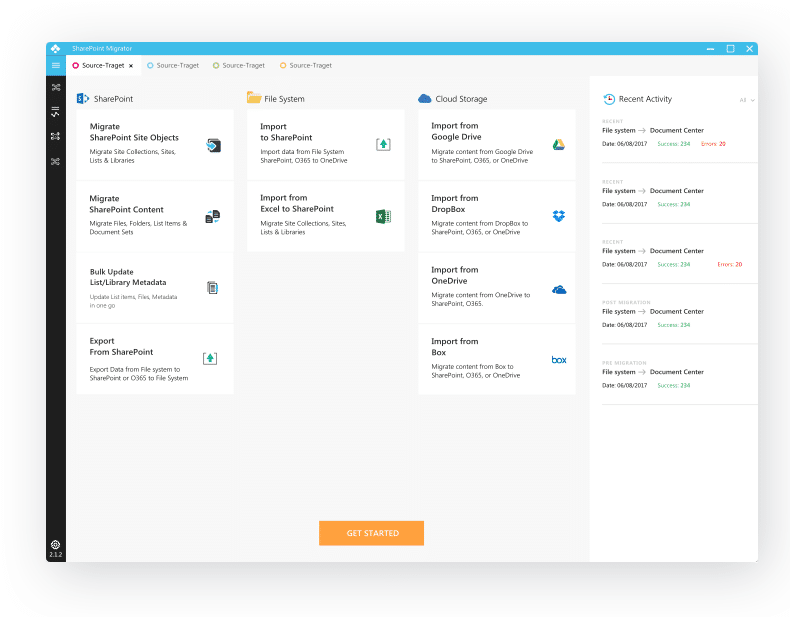 SharePoint Migrator
Source-Traget x
Source-Traget
Source-Traget
Source-Traget
SharePoint
Migrate
SharePoint Site Objects
Migrate Site Collections, Sites,
Lists & Libraries
Migrate
SharePoint Content
Migrate Files, Folders, List Items &
Document Sets
Bulk Update
List/Library Metadata
Update List items, Files, Metadata
in one go
Export
From SharePoint
Export Data from File system to
SharePoint or O365 to File System
File System
Import
to SharePoint
Import data from File System
SharePoint, O365 to OneDrive
Import from
Excel to SharePoint
Migrate Site Collections, Sites,
Lists & Libraries
Cloud Storage
Import from
Google Drive
Migrate content from Google Drive
to SharePoint, O365, or OneDrive
Import from
DropBox
Migrate content from DropBox to
SharePoint, O365, or OneDrive
Import from
OneDrive
Migrate content from OneDrive to
SharePoint, O365.
Import from
Box
Migrate content from Box to
SharePoint, O365, or OneDrive
box
GET STARTED
Recent Activity
All
RECENT
File system → Document Center
Date: 06/08/2017 Success: 234 Errors: 20
RECENT
File system → Document Center
Date: 06/08/2017 Success: 234
RECENT
File system → Document Center
Date: 06/08/2017 Success: 234 Errors: 20
POST MIGRATION
File system → Document Center
Date: 06/08/2017 Success: 234
PRE MIGRATION
File system → Document Center
Date: 06/08/2017 Success: 234
2.1.2